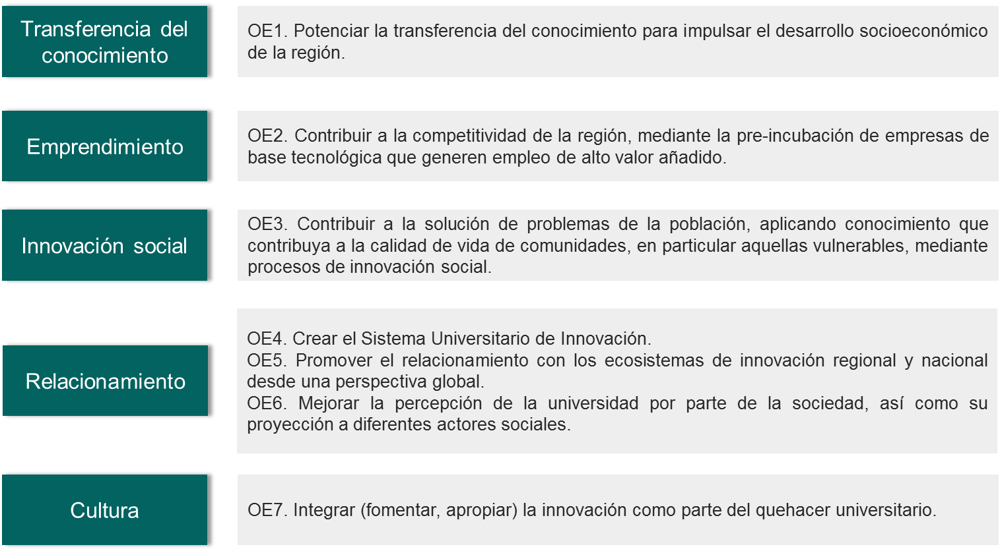 Transferencia del
conocimiento
OE1. Potenciar la transferencia del conocimiento para impulsar el desarrollo socioeconómico
de la región.
Emprendimiento
OE2. Contribuir a la competitividad de la región, mediante la pre-incubación de empresas de
base tecnológica que generen empleo de alto valor añadido.
Innovación social
OE3. Contribuir a la solución de problemas de la población, aplicando conocimiento que
contribuya a la calidad de vida de comunidades, en particular aquellas vulnerables, mediante
procesos de innovación social.
Relacionamiento
OE4. Crear el Sistema Universitario de Innovación.
OE5. Promover el relacionamiento con los ecosistemas de innovación regional y nacional
desde una perspectiva global.
OE6. Mejorar la percepción de la universidad por parte de la sociedad, así como su
proyección a diferentes actores sociales.
Cultura
OE7. Integrar (fomentar, apropiar) la innovación como parte del quehacer universitario.